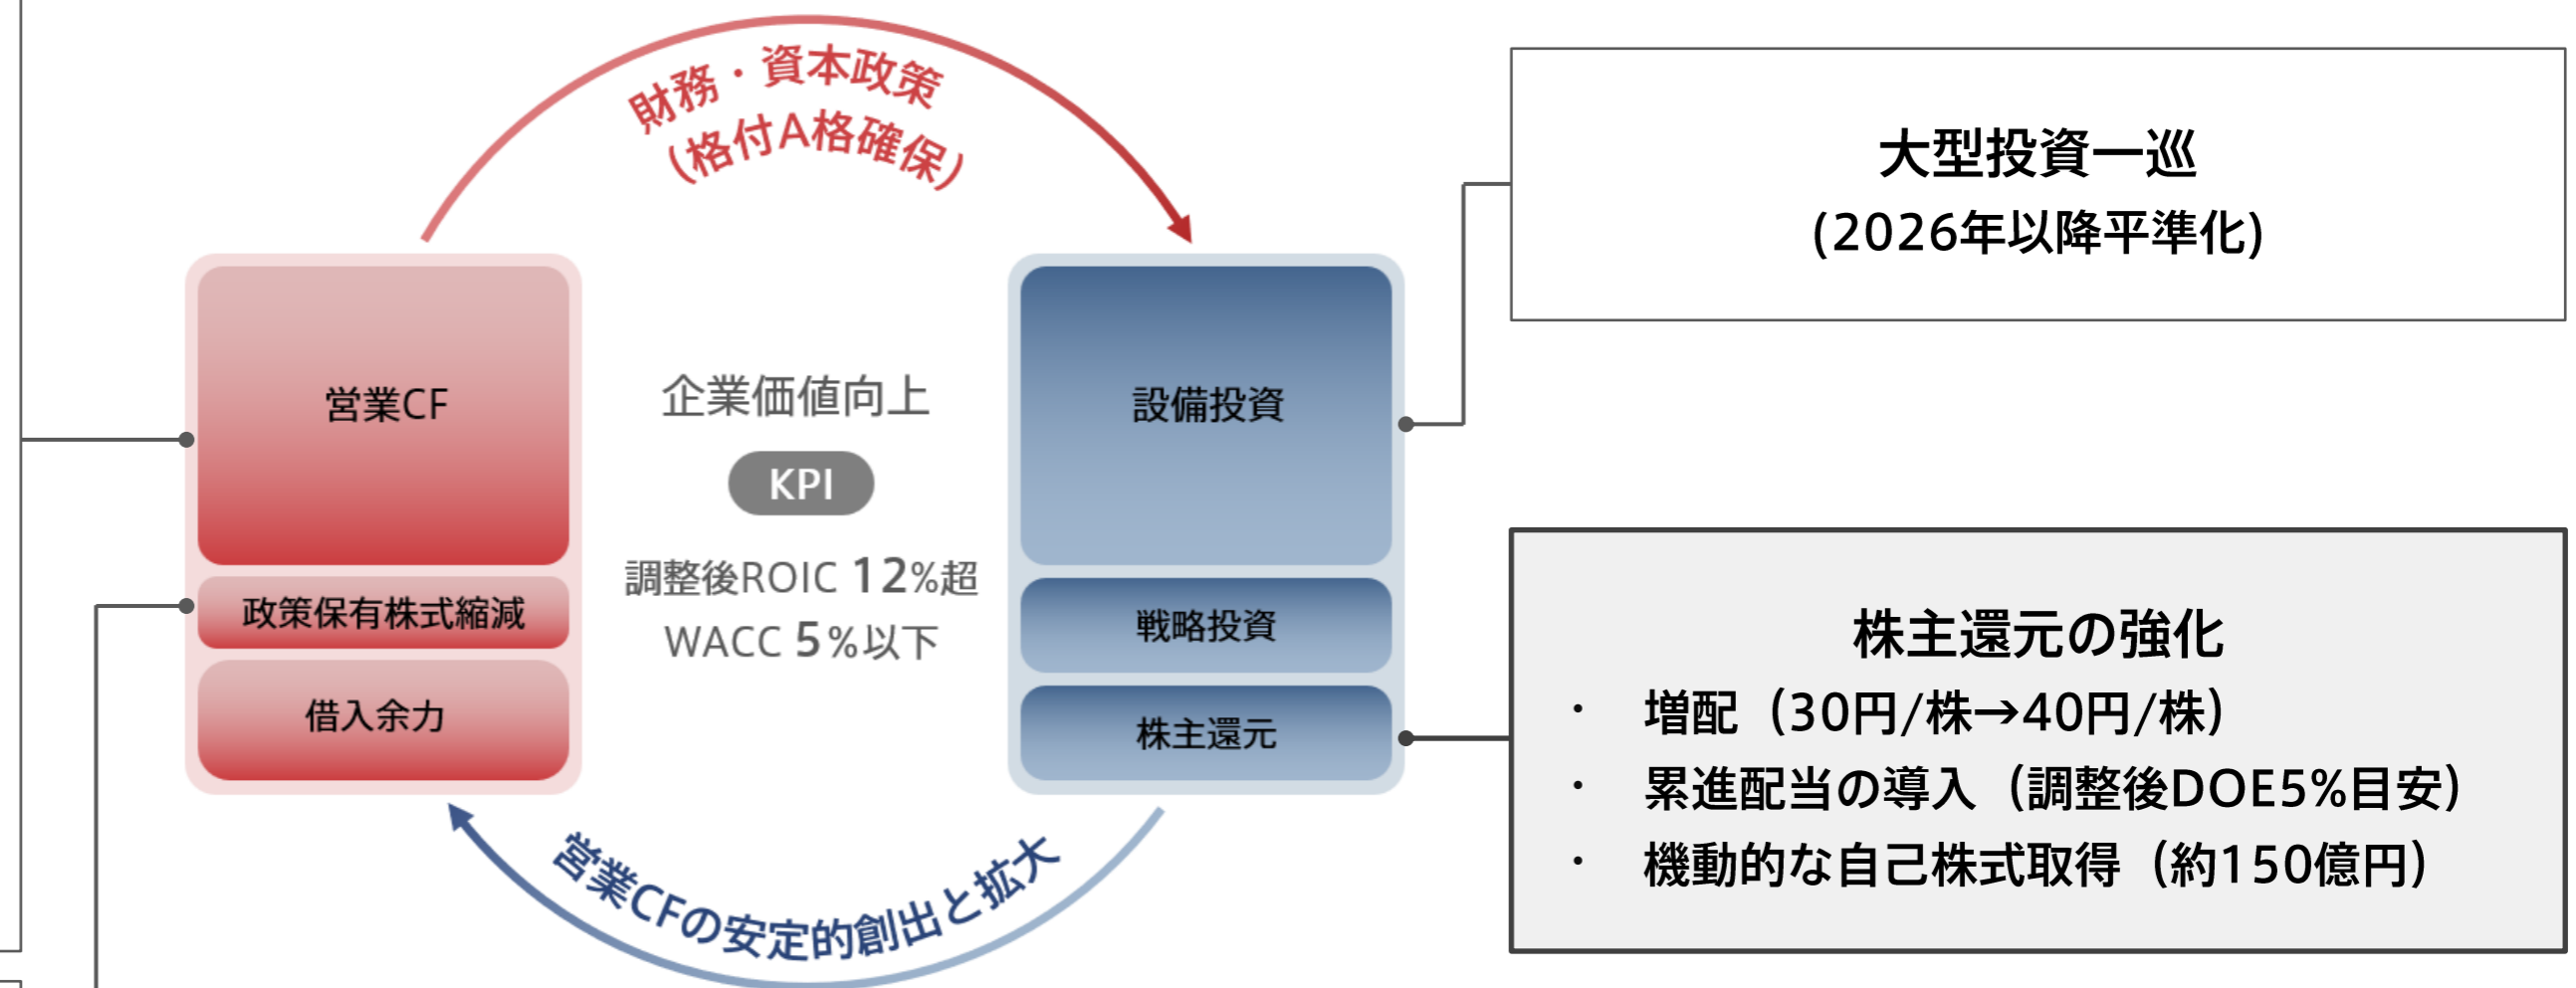 財務・資本政策
（格付A格確保）
営業CF
政策保有株式縮減
借入余力
企業価値向上
KPI
調整後ROIC 12%超
WACC 5%以下
設備投資
戦略投資
株主還元
営業CFの安定的創出と拡大
大型投資一巡
(2026年以降平準化)
株主還元の強化
・ 増配（30円/株→40円/株）
・ 累進配当の導入（調整後DOE5%目安）
・ 機動的な自己株式取得（約150億円）